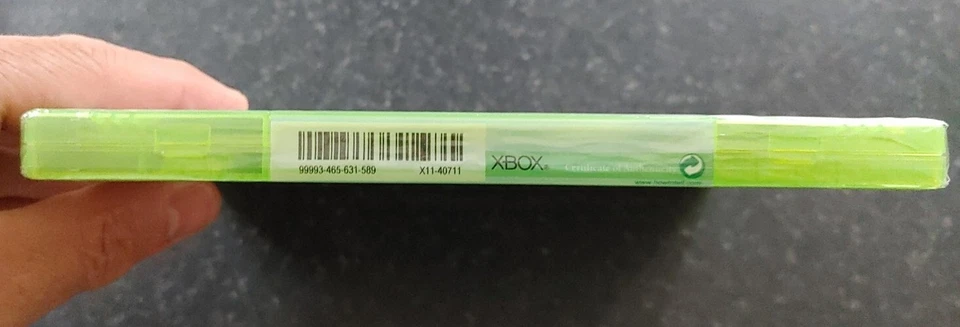 99993-465-631-589 X11-40711
XBOX®
Certificate of Authenticity